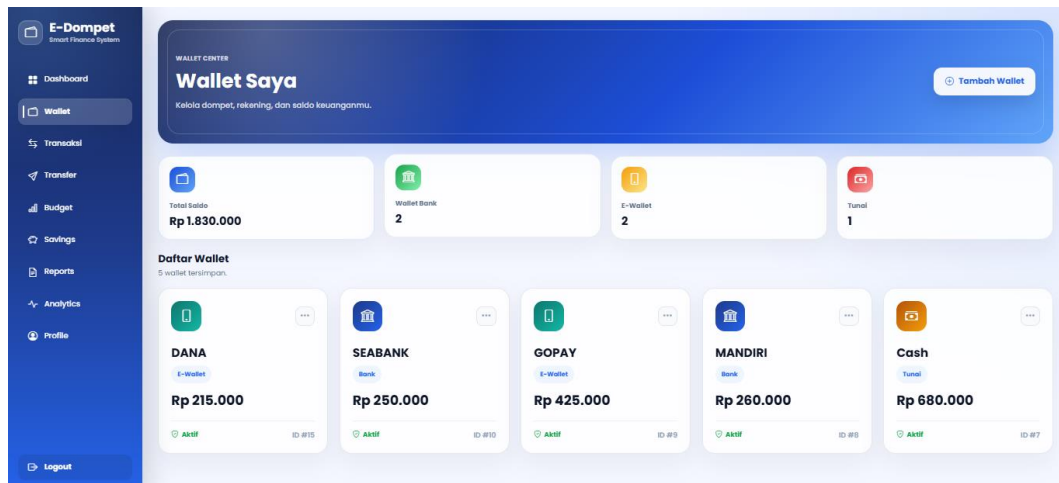 E-Dompet
Smart Finance System
Dashboard
Wallet
Transaksi
Transfer
Budget
Savings
Reports
Analytics
Profile
Logout
WALLET CENTER
Wallet Saya
Kelola dompet, rekening, dan saldo keuanganmu.
Tambah Wallet
Total Saldo
Rp 1.830.000
Wallet Bank
2
E-Wallet
2
Tunai
1
Daftar Wallet
5 wallet tersimpan.
DANA
E-Wallet
Rp 215.000
Aktif ID #15
SEABANK
Bank
Rp 250.000
Aktif ID #10
GOPAY
E-Wallet
Rp 425.000
Aktif ID #9
MANDIRI
Bank
Rp 260.000
Aktif ID #8
Cash
Tunai
Rp 680.000
Aktif ID #7